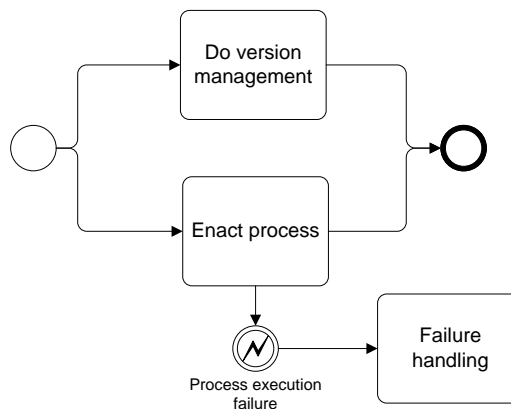 Do version
management
Enact process
Process execution
failure
Failure
handling